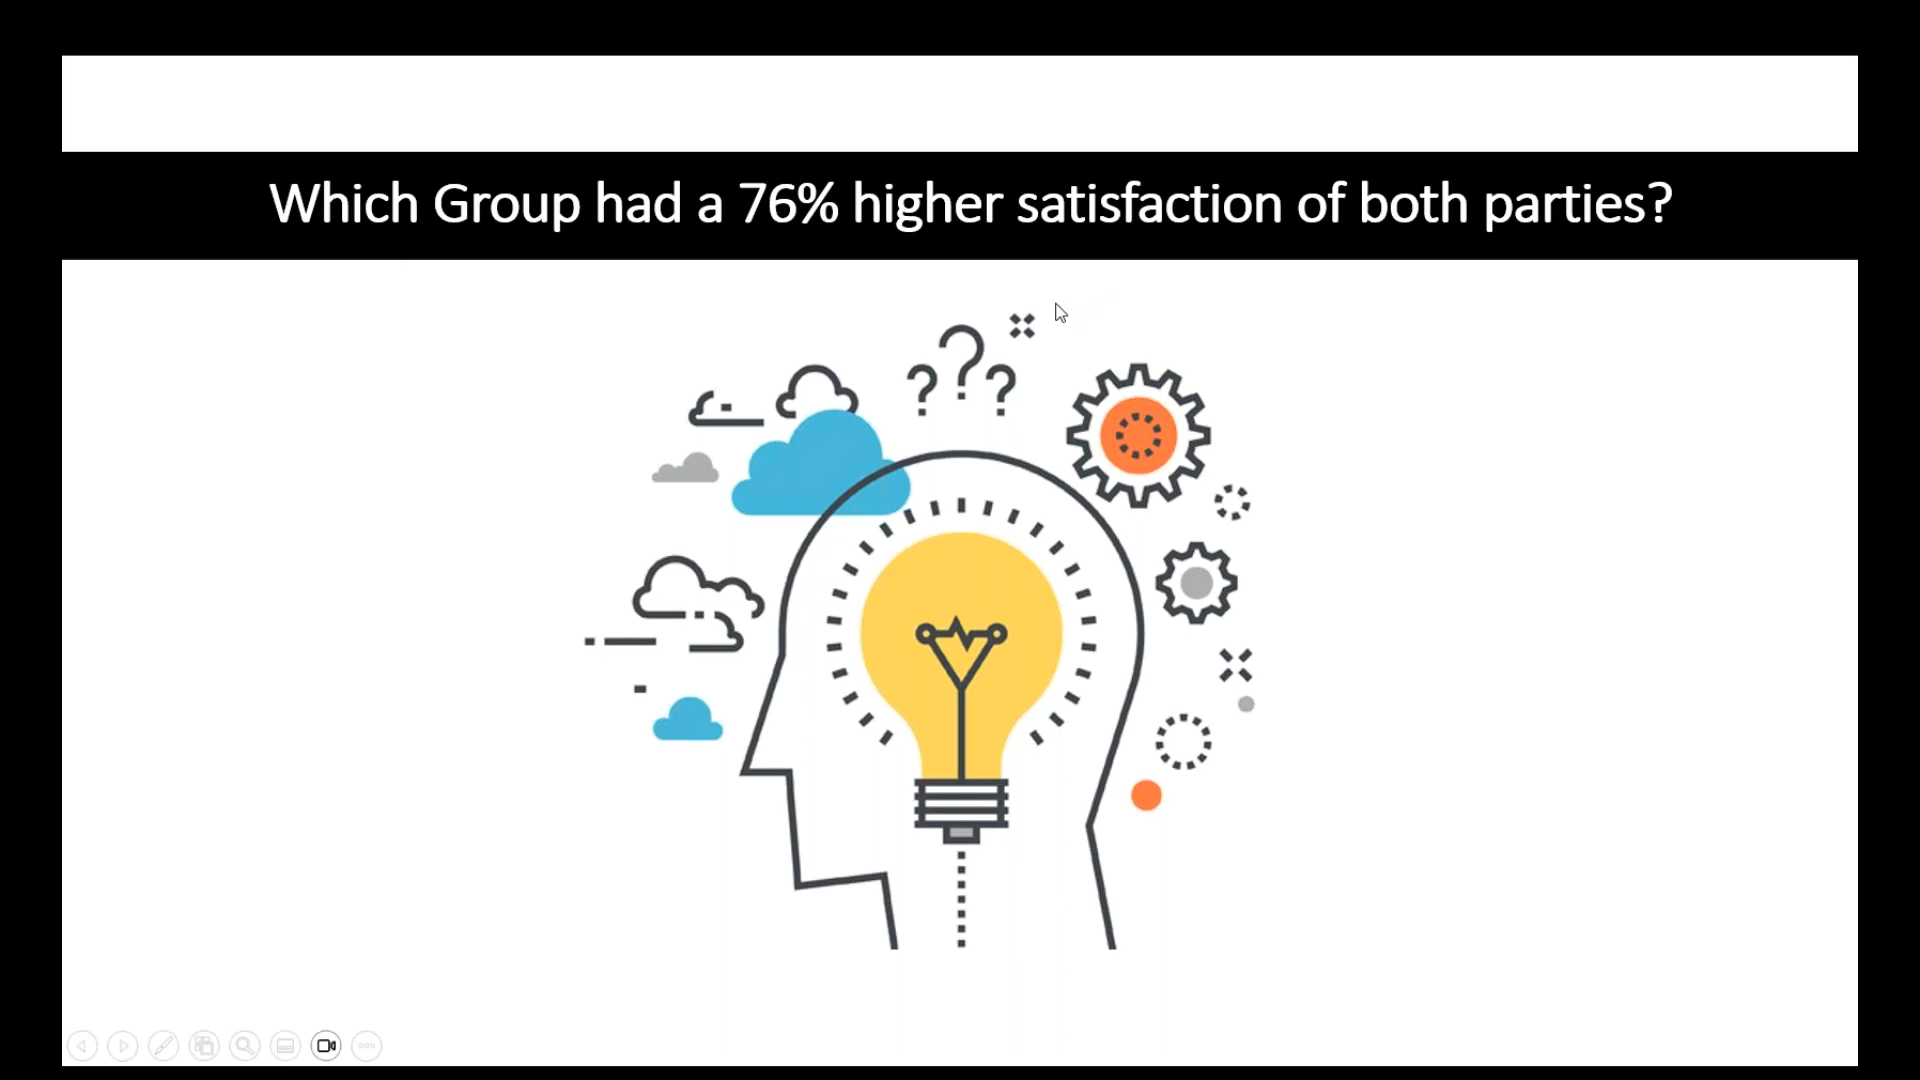 Which Group had a 76% higher satisfaction of both parties?
???